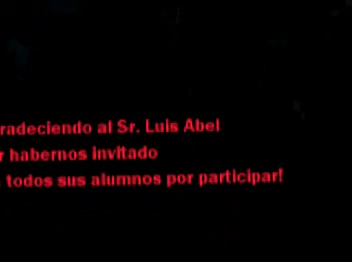 radeciendo al Sr. Luis Abel
r habernos invitado
todos sus alumnos por participar!